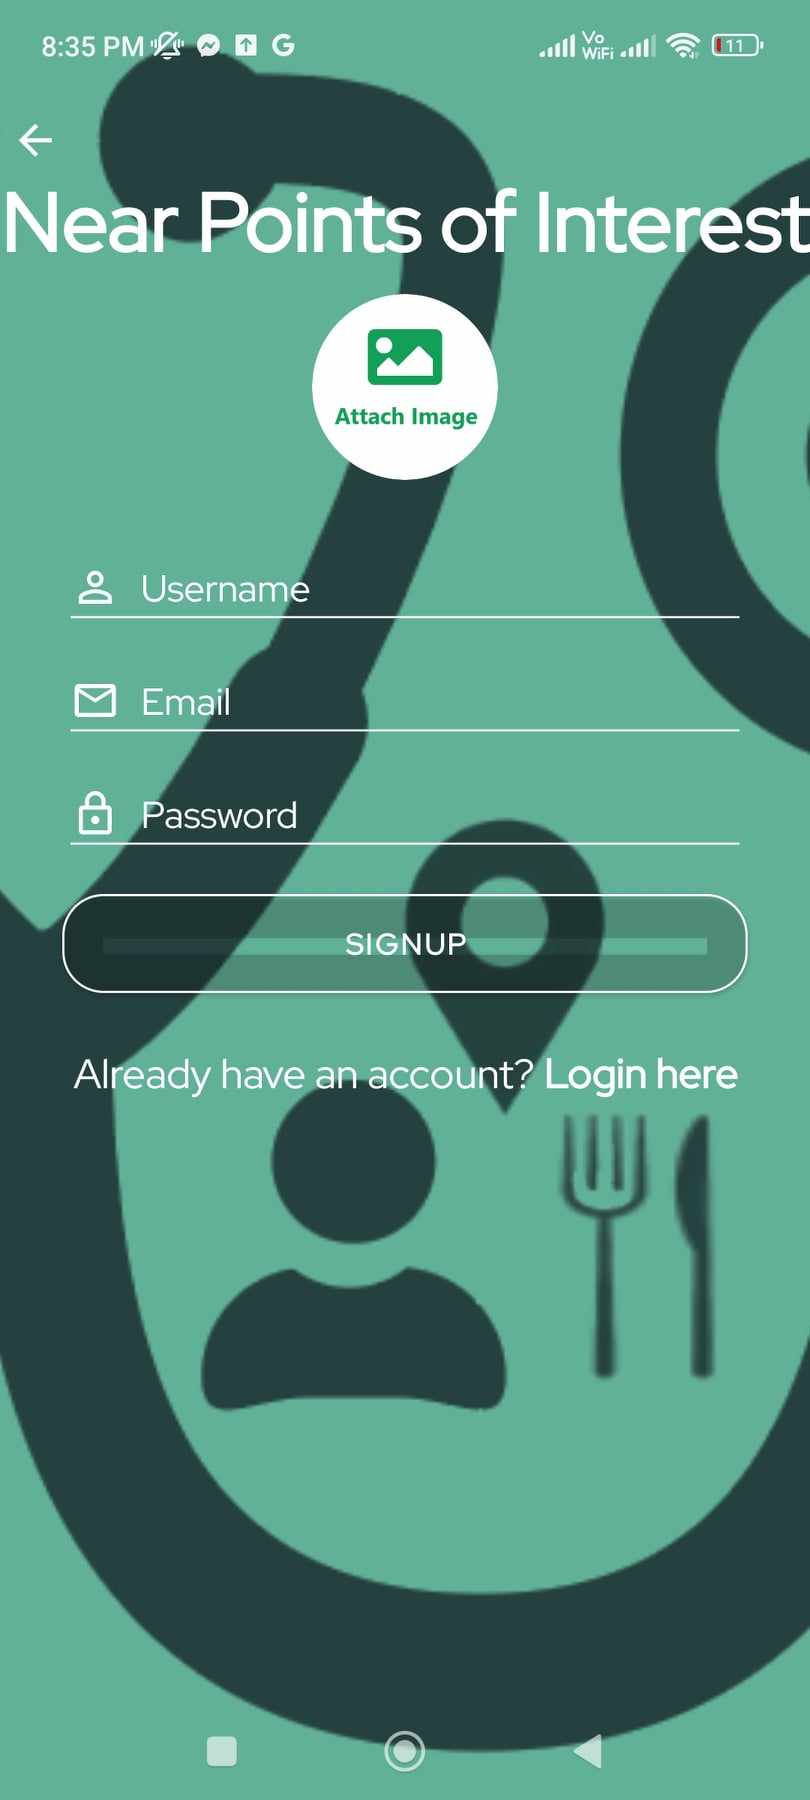 8:35 PM Vo WiFi 11
Near Points of Interest
Attach Image
Username
Email
Password
SIGNUP
Already have an account? Login here